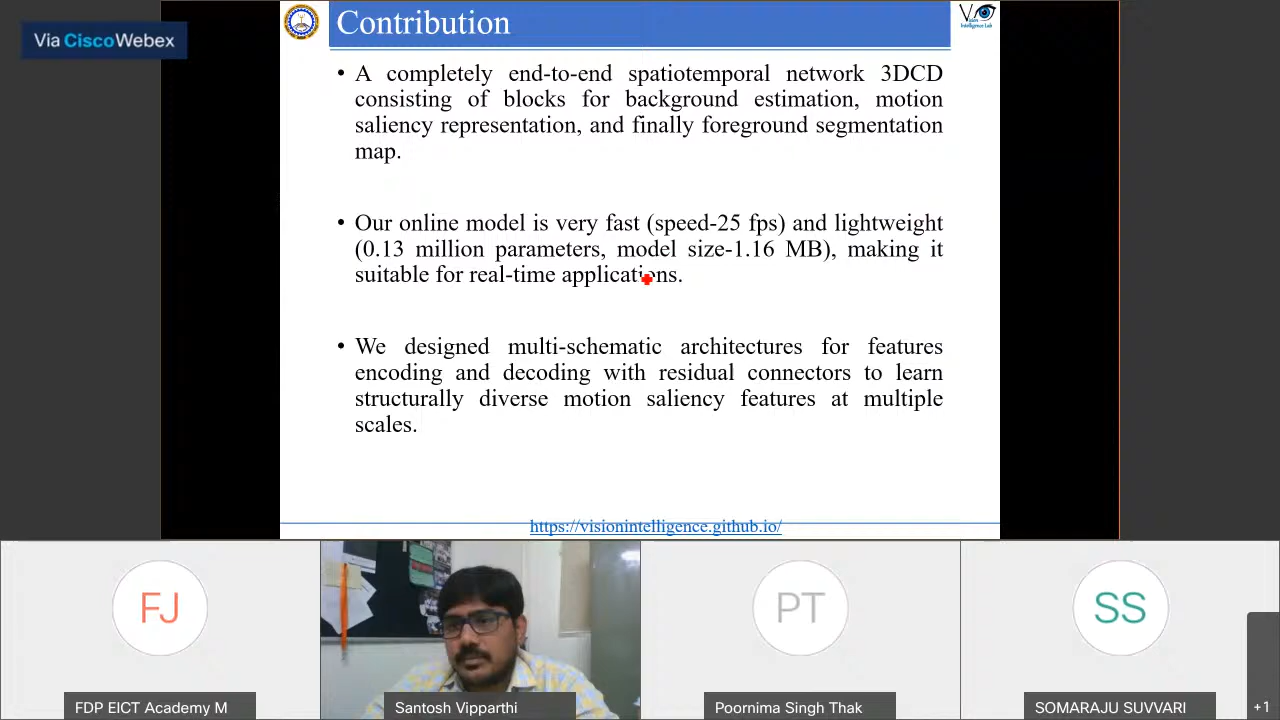 Via CiscoWebex
Contribution
Vision
Intelligence Lab
• A completely end-to-end spatiotemporal network 3DCD
consisting of blocks for background estimation, motion
saliency representation, and finally foreground segmentation
map.
• Our online model is very fast (speed-25 fps) and lightweight
(0.13 million parameters, model size-1.16 MB), making it
suitable for real-time applications.
• We designed multi-schematic architectures for features
encoding and decoding with residual connectors to learn
structurally diverse motion saliency features at multiple
scales.
https://visionintelligence.github.io/
FJ
PT
SS
FDP EICT Academy M
Santosh Vipparthi
Poornima Singh Thak
SOMARAJU SUVVARI
+1